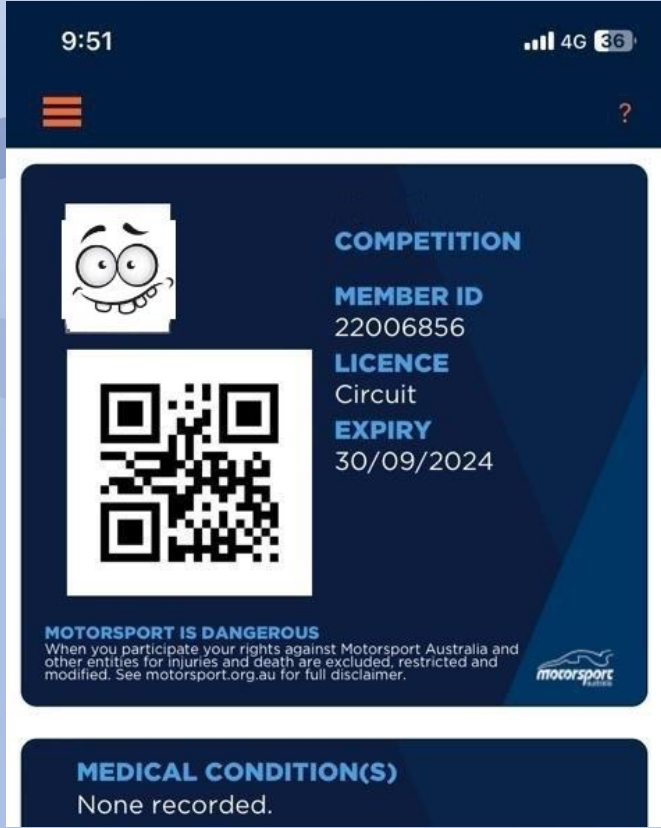 9:51
4G 36
?
COMPETITION
MEMBER ID
22006856
LICENCE
Circuit
EXPIRY
30/09/2024
MOTORSPORT IS DANGEROUS
When you participate your rights against Motorsport Australia and
other entities for injuries and death are excluded, restricted and
modified. See motorsport.org.au for full disclaimer.
motorsport
australia
MEDICAL CONDITION(S)
None recorded.